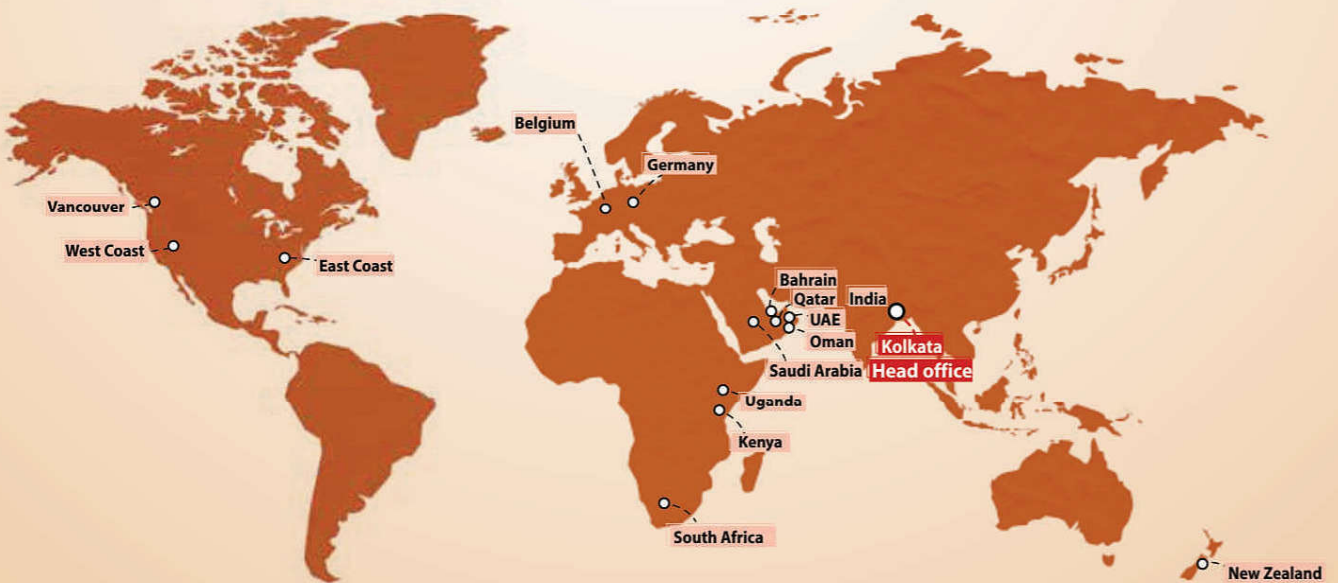 Belgium
Germany
Vancouver
West Coast
East Coast
Bahrain
Qatar
India
UAE
Oman
Kolkata
Saudi Arabia
Head office
Uganda
Kenya
South Africa
New Zealand